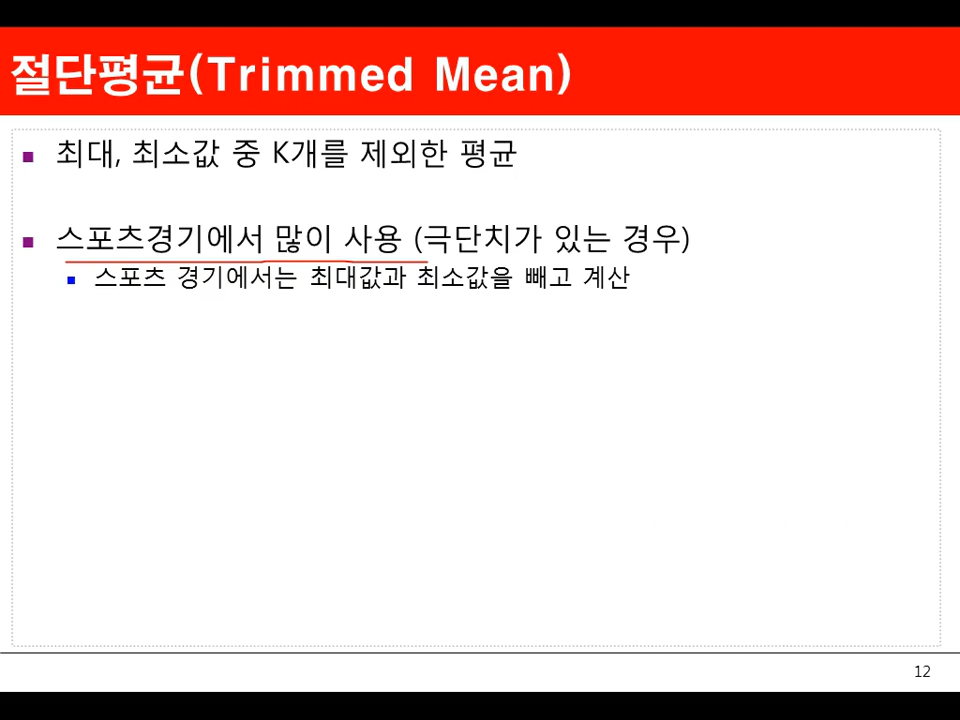 절단평균(Trimmed Mean)
최대, 최소값 중 K개를 제외한 평균
스포츠경기에서 많이 사용 (극단치가 있는 경우)
스포츠 경기에서는 최대값과 최소값을 빼고 계산
12